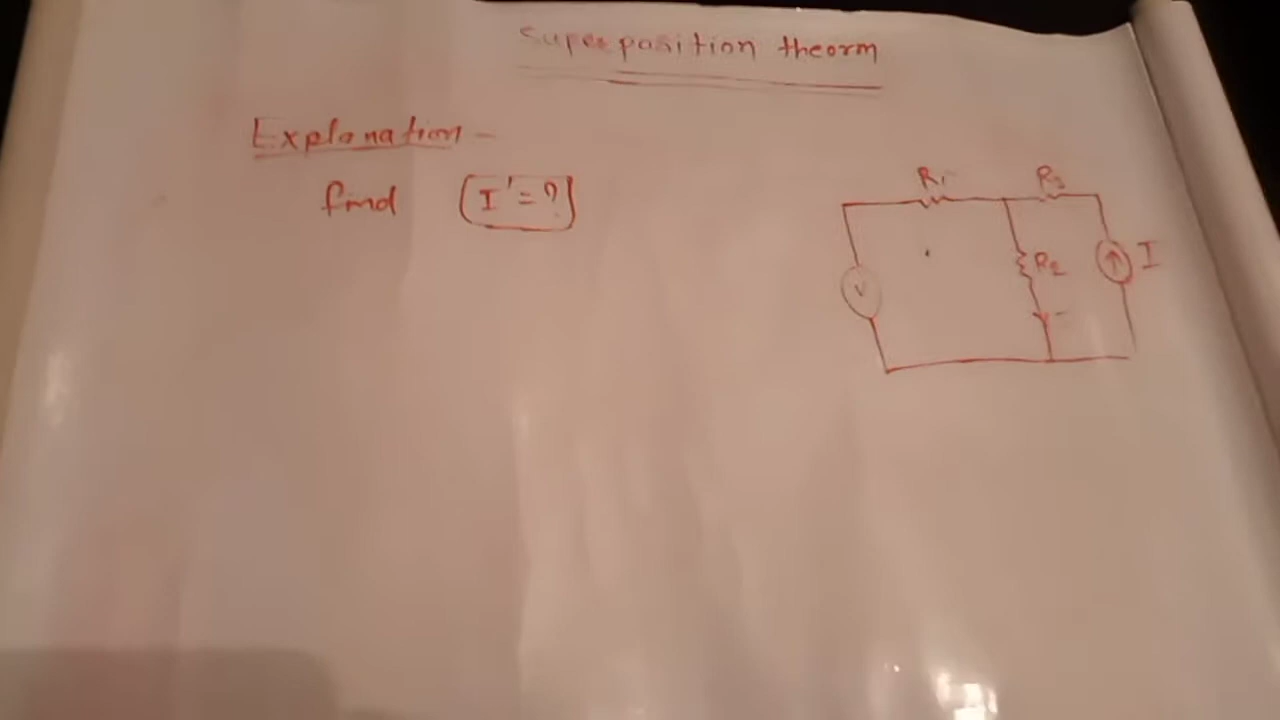 Superposition theorm
Explanation -
find I' = ?
R1 R3
V R2 I